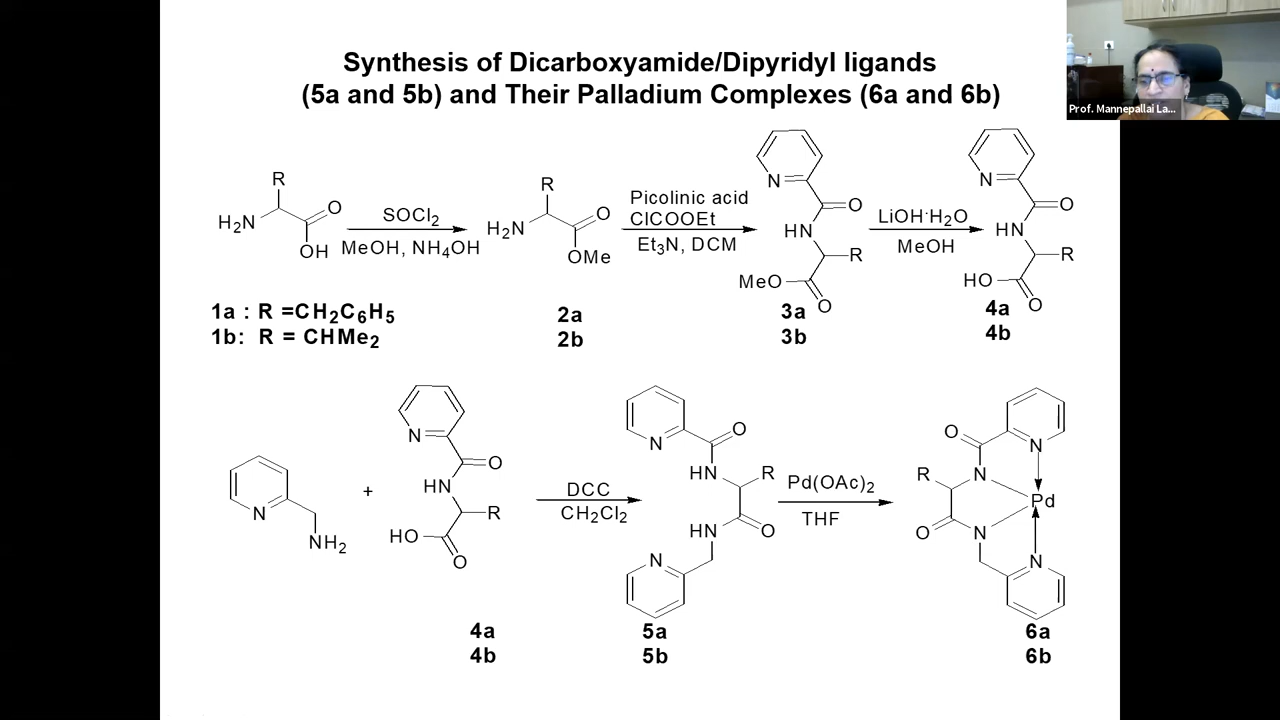 Synthesis of Dicarboxyamide/Dipyridyl ligands
(5a and 5b) and Their Palladium Complexes (6a and 6b)
Prof. Mannepallai La...
R
H₂N
O
OH
SOCl2
MeOH, NH4OH
R
H₂N
O
OMe
Picolinic acid
ClCOOEt
Et₃N, DCM
N
O
HN
R
MeO
O
LiOH·H₂O
MeOH
N
O
HN
R
HO
O
1a : R =CH₂C₆H₅
1b: R = CHMe₂
2a
2b
3a
3b
4a
4b
N
NH₂
+
N
O
HN
R
HO
O
DCC
CH₂Cl₂
N
O
HN
R
HN
O
N
Pd(OAc)₂
THF
O
N
R
N
Pd
O
N
N
4a
4b
5a
5b
6a
6b